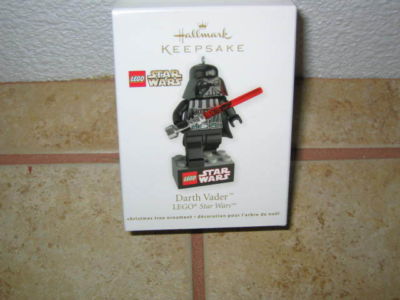 Hallmark
KEEPSAKE
LEGO STAR WARS
LEGO STAR WARS
Darth Vader™
LEGO® Star Wars™
christmas tree ornament • décoration pour l'arbre de noël